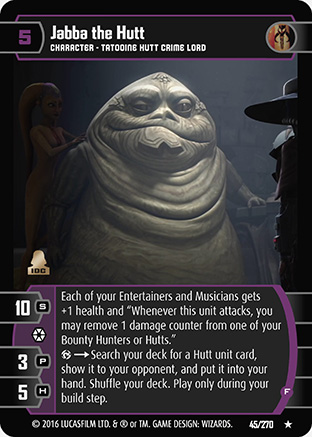 5
Jabba the Hutt
CHARACTER - TATOOINE HUTT CRIME LORD
IDC
10 S
3 P
5 H
Each of your Entertainers and Musicians gets
+1 health and “Whenever this unit attacks, you
may remove 1 damage counter from one of your
Bounty Hunters or Hutts.”
Search your deck for a Hutt unit card,
show it to your opponent, and put it into your
hand. Shuffle your deck. Play only during your
build step.
F
© 2016 LUCASFILM LTD. & ® OR TM. GAME DESIGN: WIZARDS.
45/270